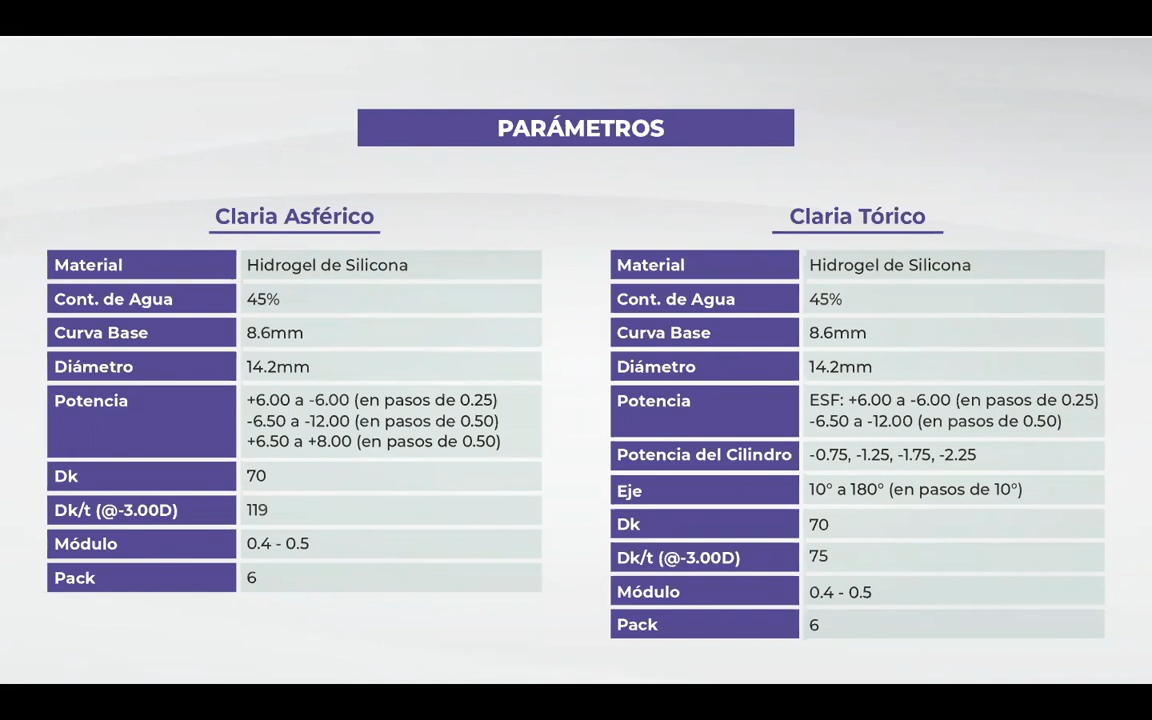 PARÁMETROS
Claria Asférico
Material Hidrogel de Silicona
Cont. de Agua 45%
Curva Base 8.6mm
Diámetro 14.2mm
Potencia +6.00 a -6.00 (en pasos de 0.25)
-6.50 a -12.00 (en pasos de 0.50)
+6.50 a +8.00 (en pasos de 0.50)
Dk 70
Dk/t (@-3.00D) 119
Módulo 0.4 - 0.5
Pack 6
Claria Tórico
Material Hidrogel de Silicona
Cont. de Agua 45%
Curva Base 8.6mm
Diámetro 14.2mm
Potencia ESF: +6.00 a -6.00 (en pasos de 0.25)
-6.50 a -12.00 (en pasos de 0.50)
Potencia del Cilindro -0.75, -1.25, -1.75, -2.25
Eje 10° a 180° (en pasos de 10°)
Dk 70
Dk/t (@-3.00D) 75
Módulo 0.4 - 0.5
Pack 6